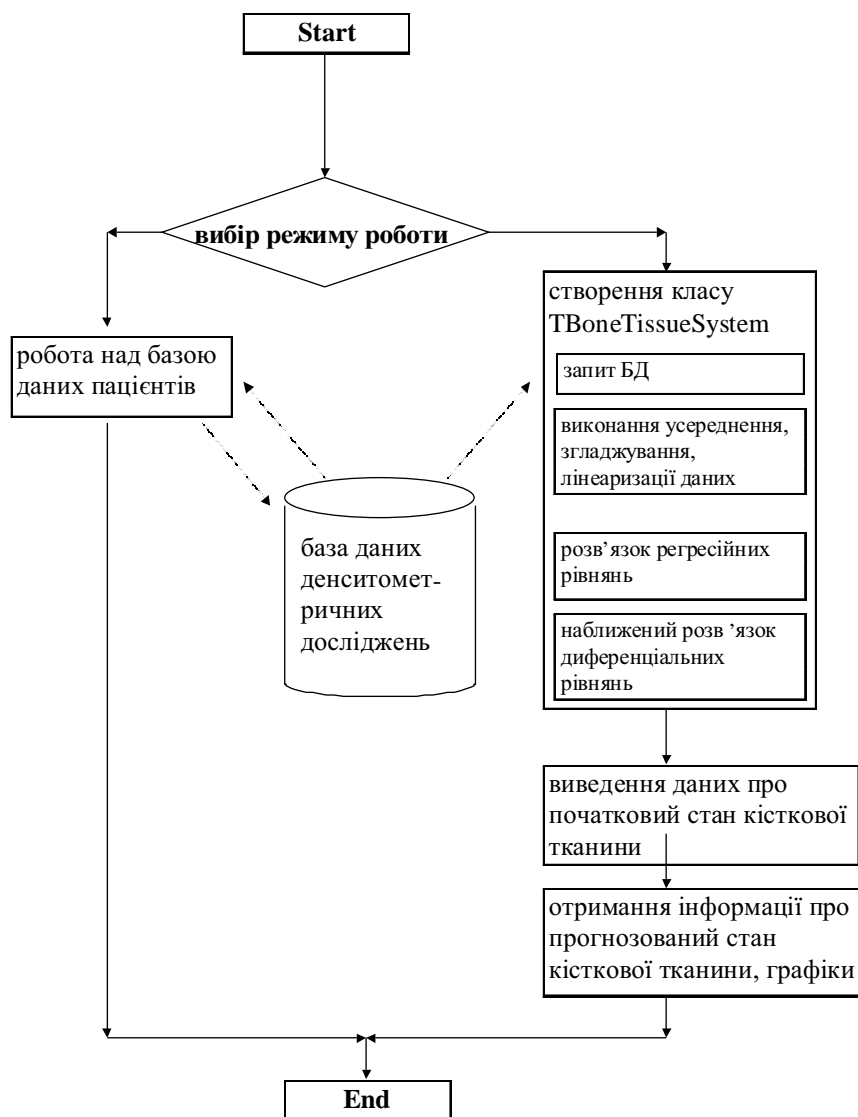 Start
вибір режиму роботи
робота над базою
даних пацієнтів
база даних
денситомет-
ричних
досліджень
створення класу
TBoneTissueSystem
запит БД
виконання усереднення,
згладжування,
лінеаризації даних
розв’язок регресійних
рівнянь
наближений розв ’язок
диференціальних
рівнянь
виведення даних про
початковий стан кісткової
тканини
отримання інформації про
прогнозований стан
кісткової тканини, графіки
End